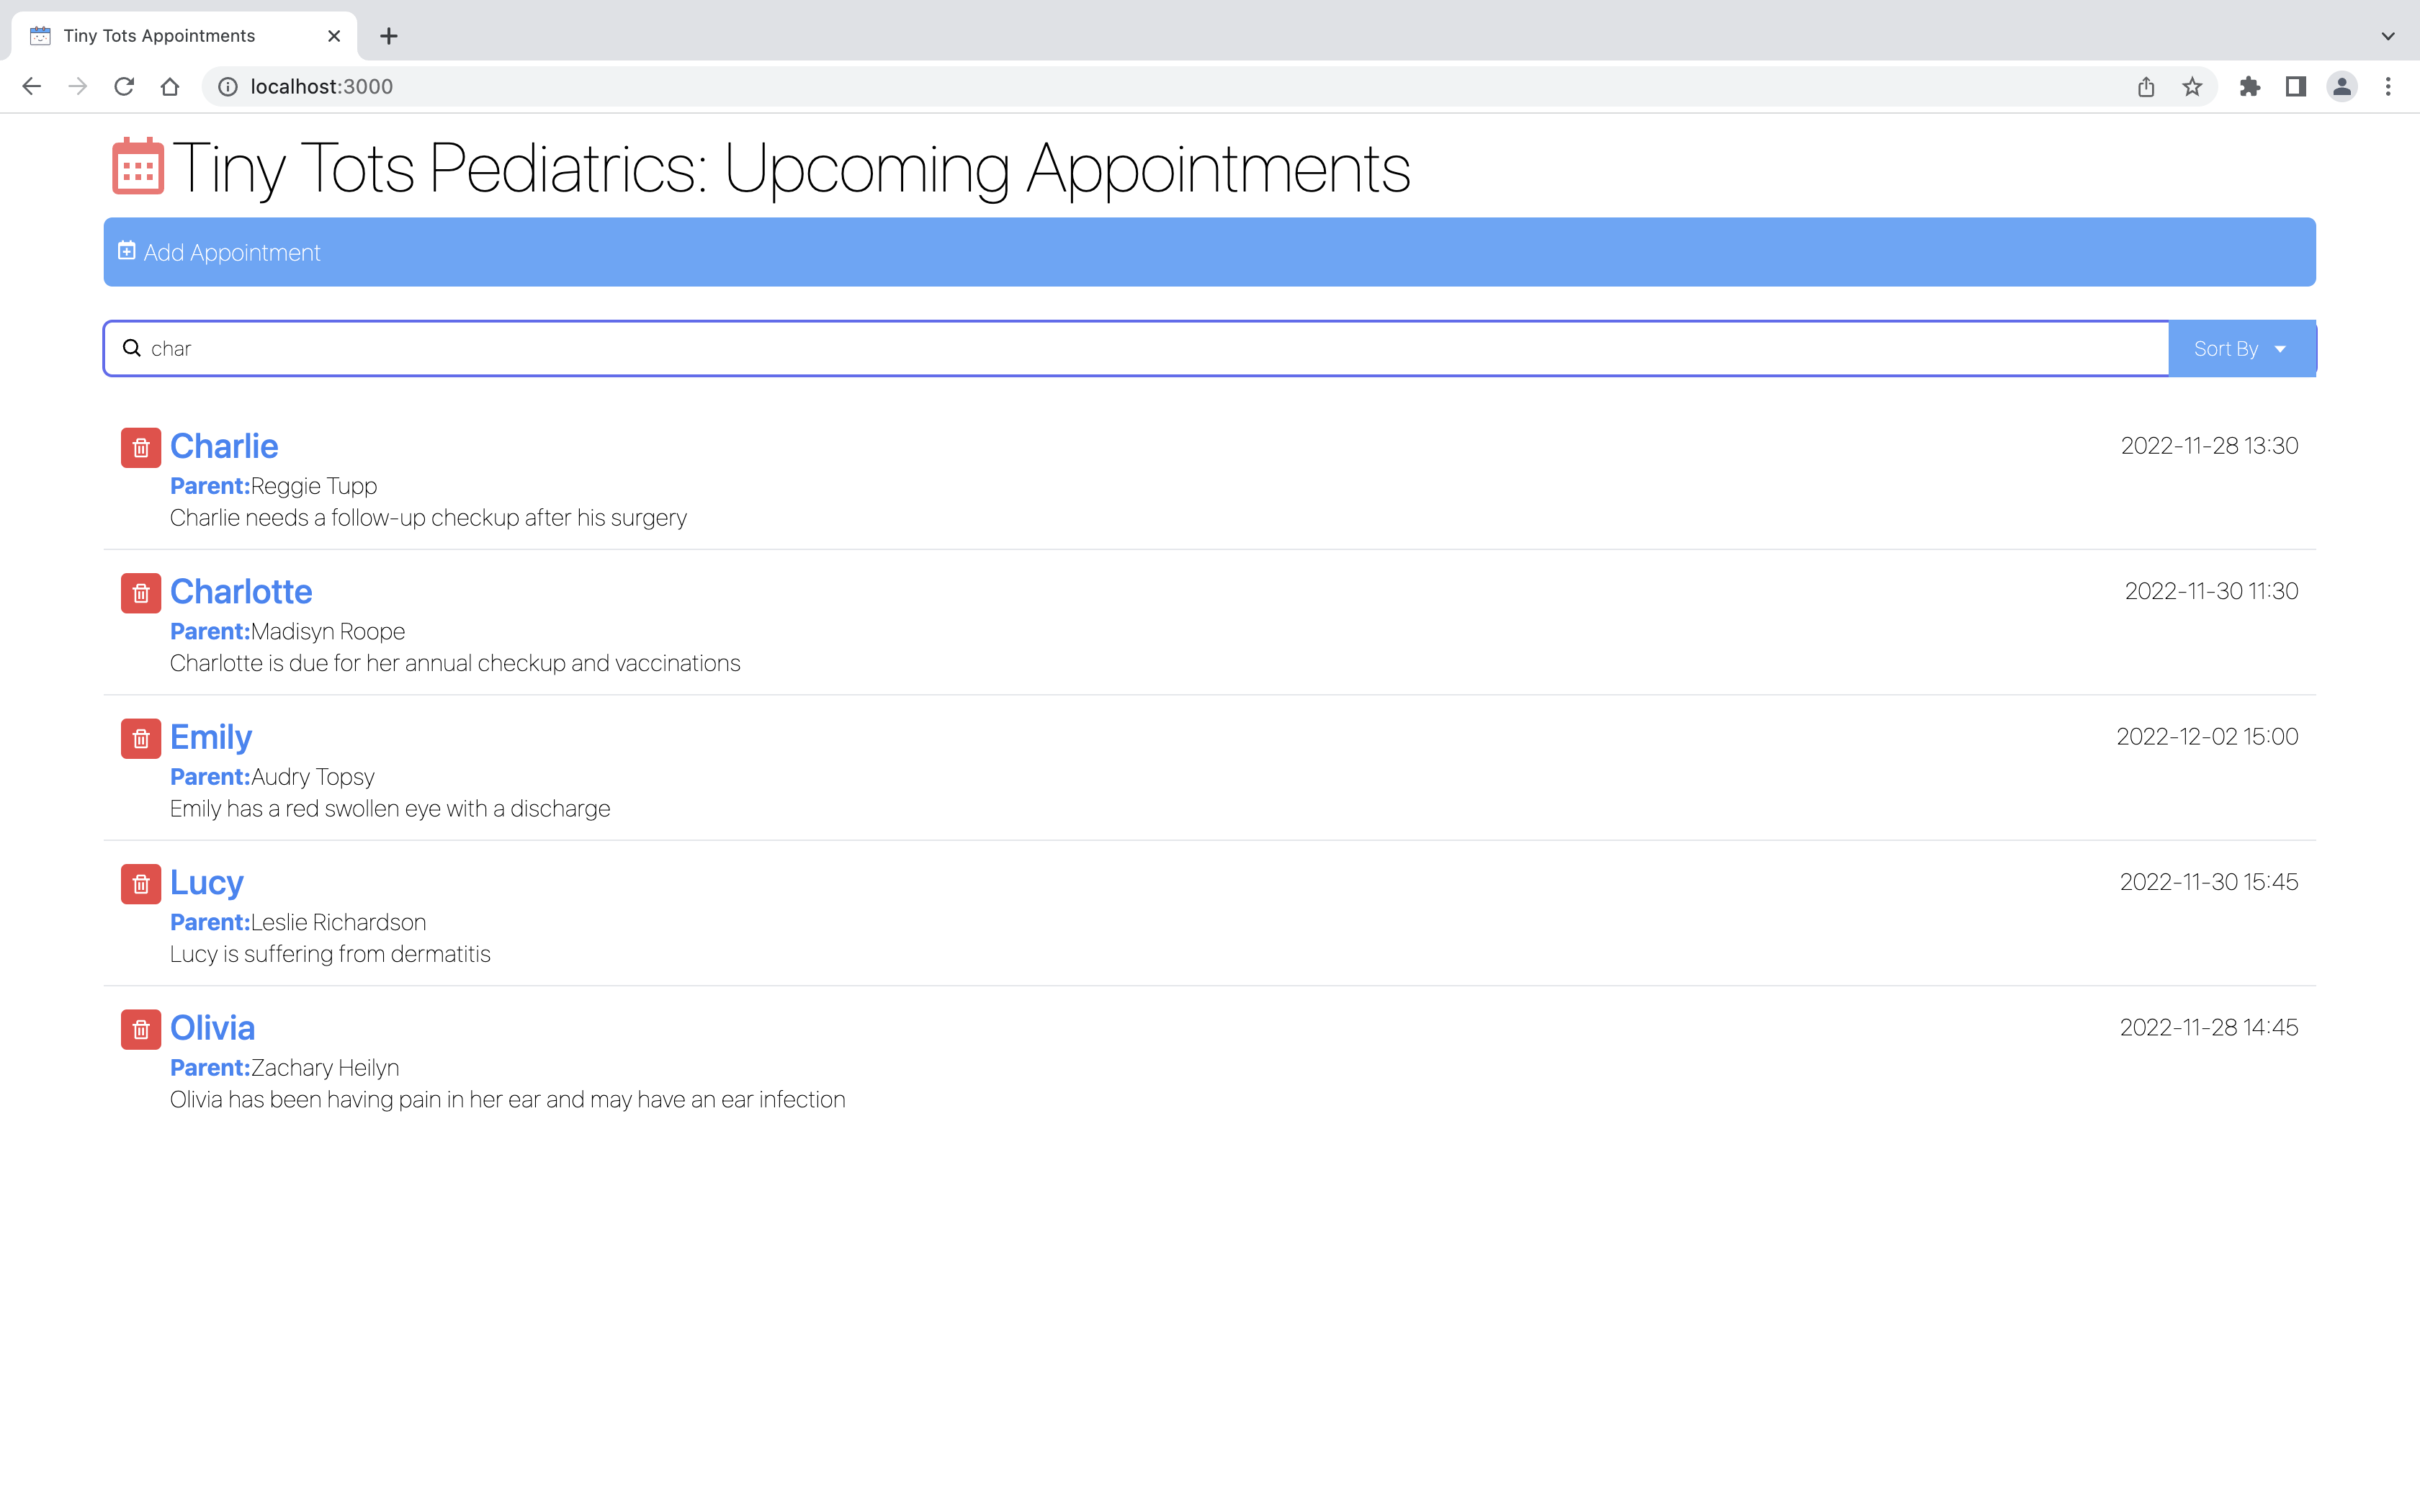 Tiny Tots Appointments
localhost:3000
Tiny Tots Pediatrics: Upcoming Appointments
Add Appointment
char
Sort By
Charlie
2022-11-28 13:30
Parent:Reggie Tupp
Charlie needs a follow-up checkup after his surgery
Charlotte
2022-11-30 11:30
Parent:Madisyn Roope
Charlotte is due for her annual checkup and vaccinations
Emily
2022-12-02 15:00
Parent:Audry Topsy
Emily has a red swollen eye with a discharge
Lucy
2022-11-30 15:45
Parent:Leslie Richardson
Lucy is suffering from dermatitis
Olivia
2022-11-28 14:45
Parent:Zachary Heilyn
Olivia has been having pain in her ear and may have an ear infection